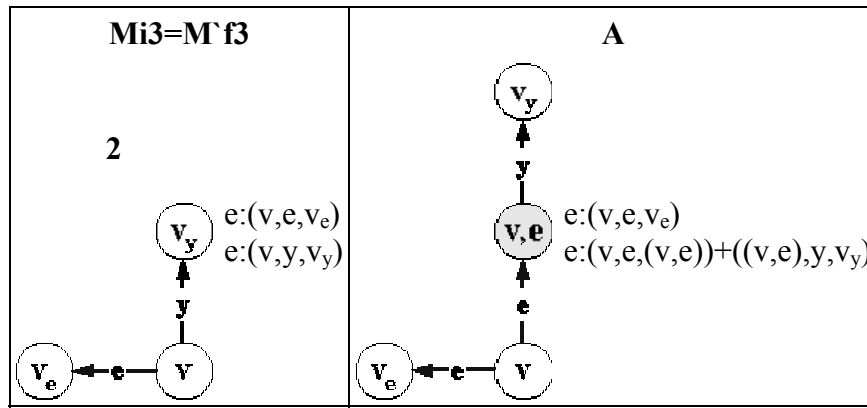 Mi3=M`f3
2
v_y
e:(v,e,v_e)
e:(v,y,v_y)
y
v_e
e
v
A
v_y
y
v,e
e:(v,e,v_e)
e:(v,e,(v,e))+((v,e),y,v_y)
e
v_e
e
v